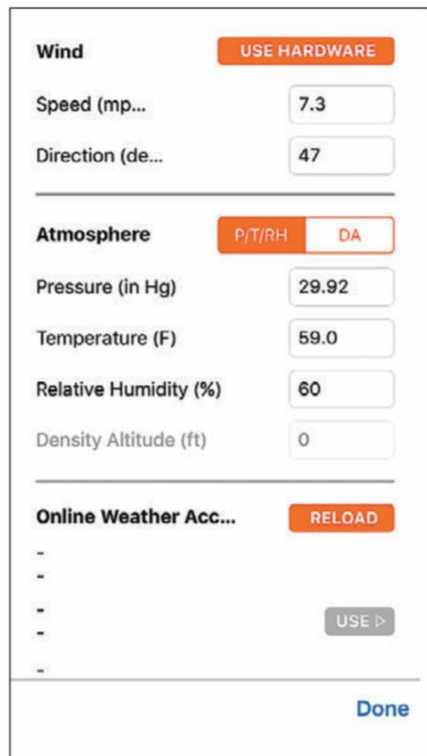 Wind USE HARDWARE
Speed (mp... 7.3
Direction (de... 47
Atmosphere P/T/RH DA
Pressure (in Hg) 29.92
Temperature (F) 59.0
Relative Humidity (%) 60
Density Altitude (ft) 0
Online Weather Acc... RELOAD
-
-
-
- USE ▷
-
Done